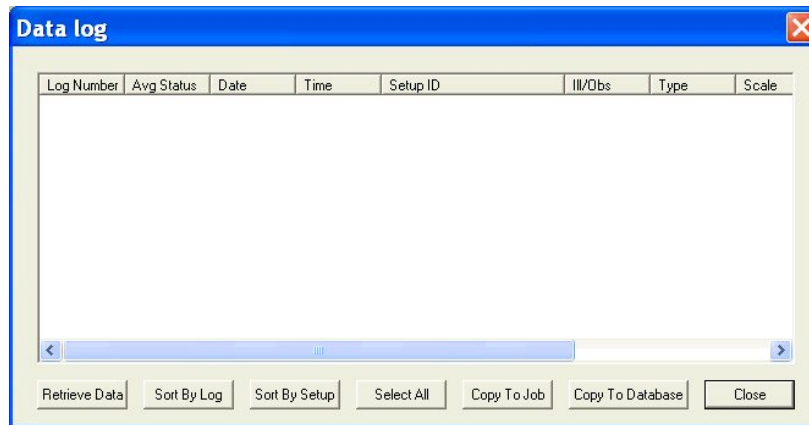 Data log
Log Number Avg Status Date Time Setup ID Ill/Obs Type Scale
Retrieve Data Sort By Log Sort By Setup Select All Copy To Job Copy To Database Close